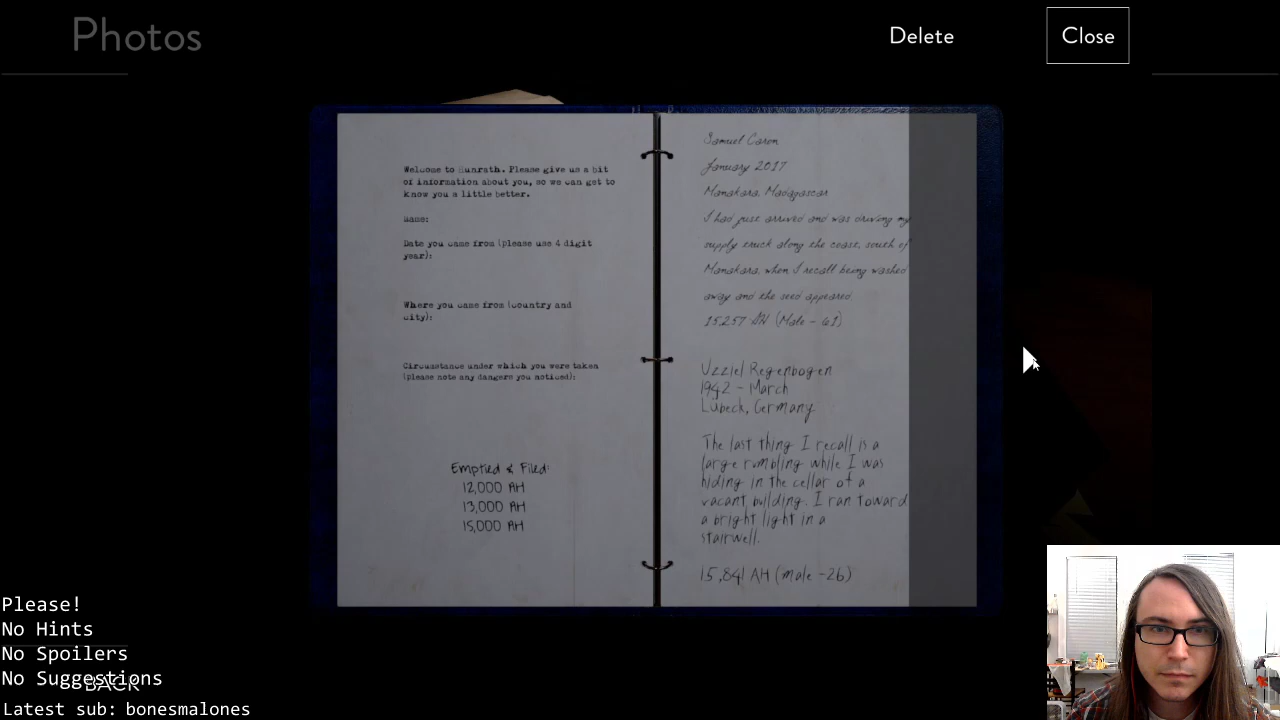 Photos
Delete
Close
Welcome to Hunrath. Please give us a bit
of information about you, so we can get to
know you a little better.
Name:
Date you came from (please use 4 digit
year):
Where you came from (country and
city):
Circumstance under which you were taken
(please note any dangers you noticed):
Emptied & Filed:
12,000 AH
13,000 AH
15,000 AH
Samuel Caron
January 2017
Manakara, Madagascar
I had just arrived and was driving my
supply truck along the coast, south of
Manakara, when I recall being washed
away and the seed appeared.
15,257 AH (Male - 61)
Uzziel Regenbogen
1942 - March
Lubeck, Germany
The last thing I recall is a
large rumbling while I was
hiding in the cellar of a
vacant building. I ran toward
a bright light in a
stairwell.
15,841 AH (male -26)
Please!
No Hints
No Spoilers
No Suggestions
BACK
Latest sub: bonesmalones